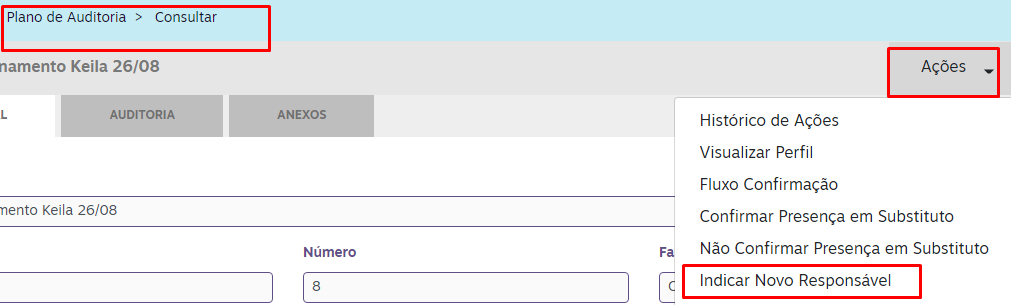 Plano de Auditoria > Consultar
namento Keila 26/08
Ações
L
AUDITORIA
ANEXOS
Histórico de Ações
Visualizar Perfil
Fluxo Confirmação
Confirmar Presença em Substituto
Não Confirmar Presença em Substituto
Indicar Novo Responsável
mento Keila 26/08
Número
Fa
8